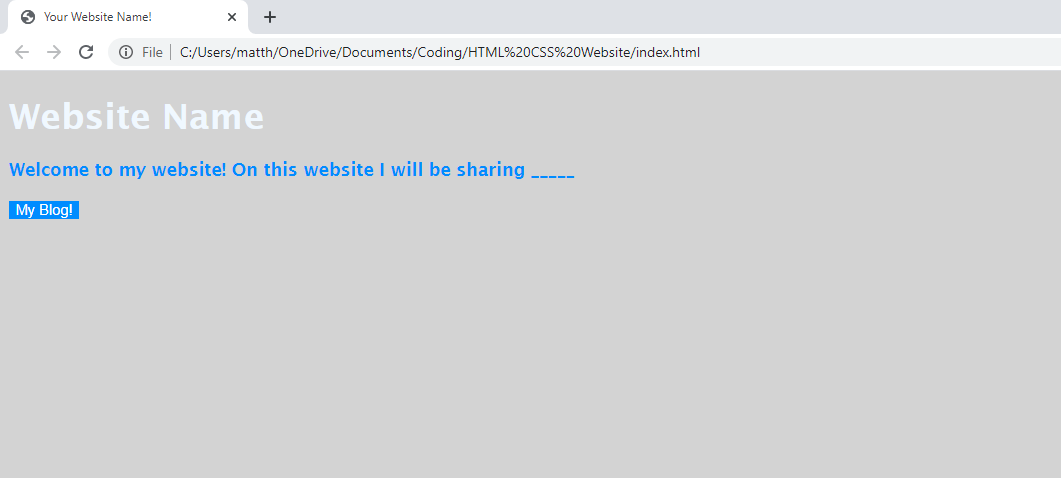 Your Website Name!
File C:/Users/matth/OneDrive/Documents/Coding/HTML%20CSS%20Website/index.html
Website Name
Welcome to my website! On this website I will be sharing _____
My Blog!